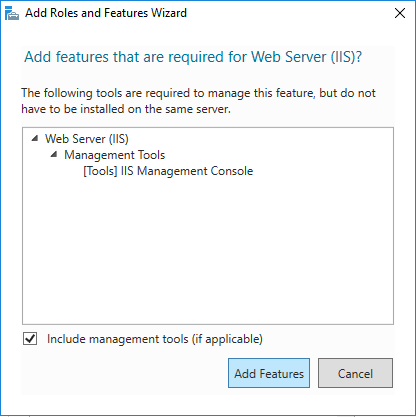 Add Roles and Features Wizard
Add features that are required for Web Server (IIS)?
The following tools are required to manage this feature, but do not
have to be installed on the same server.
Web Server (IIS)
Management Tools
[Tools] IIS Management Console
Include management tools (if applicable)
Add Features
Cancel